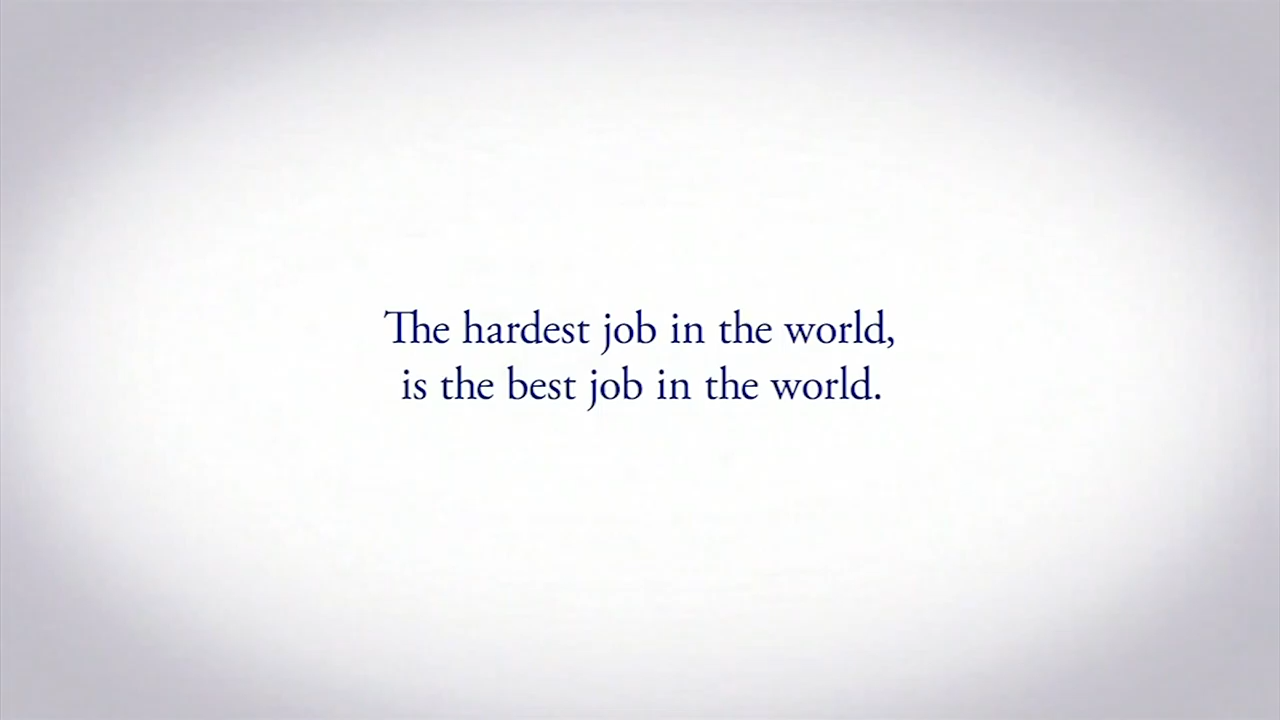 The hardest job in the world,
is the best job in the world.